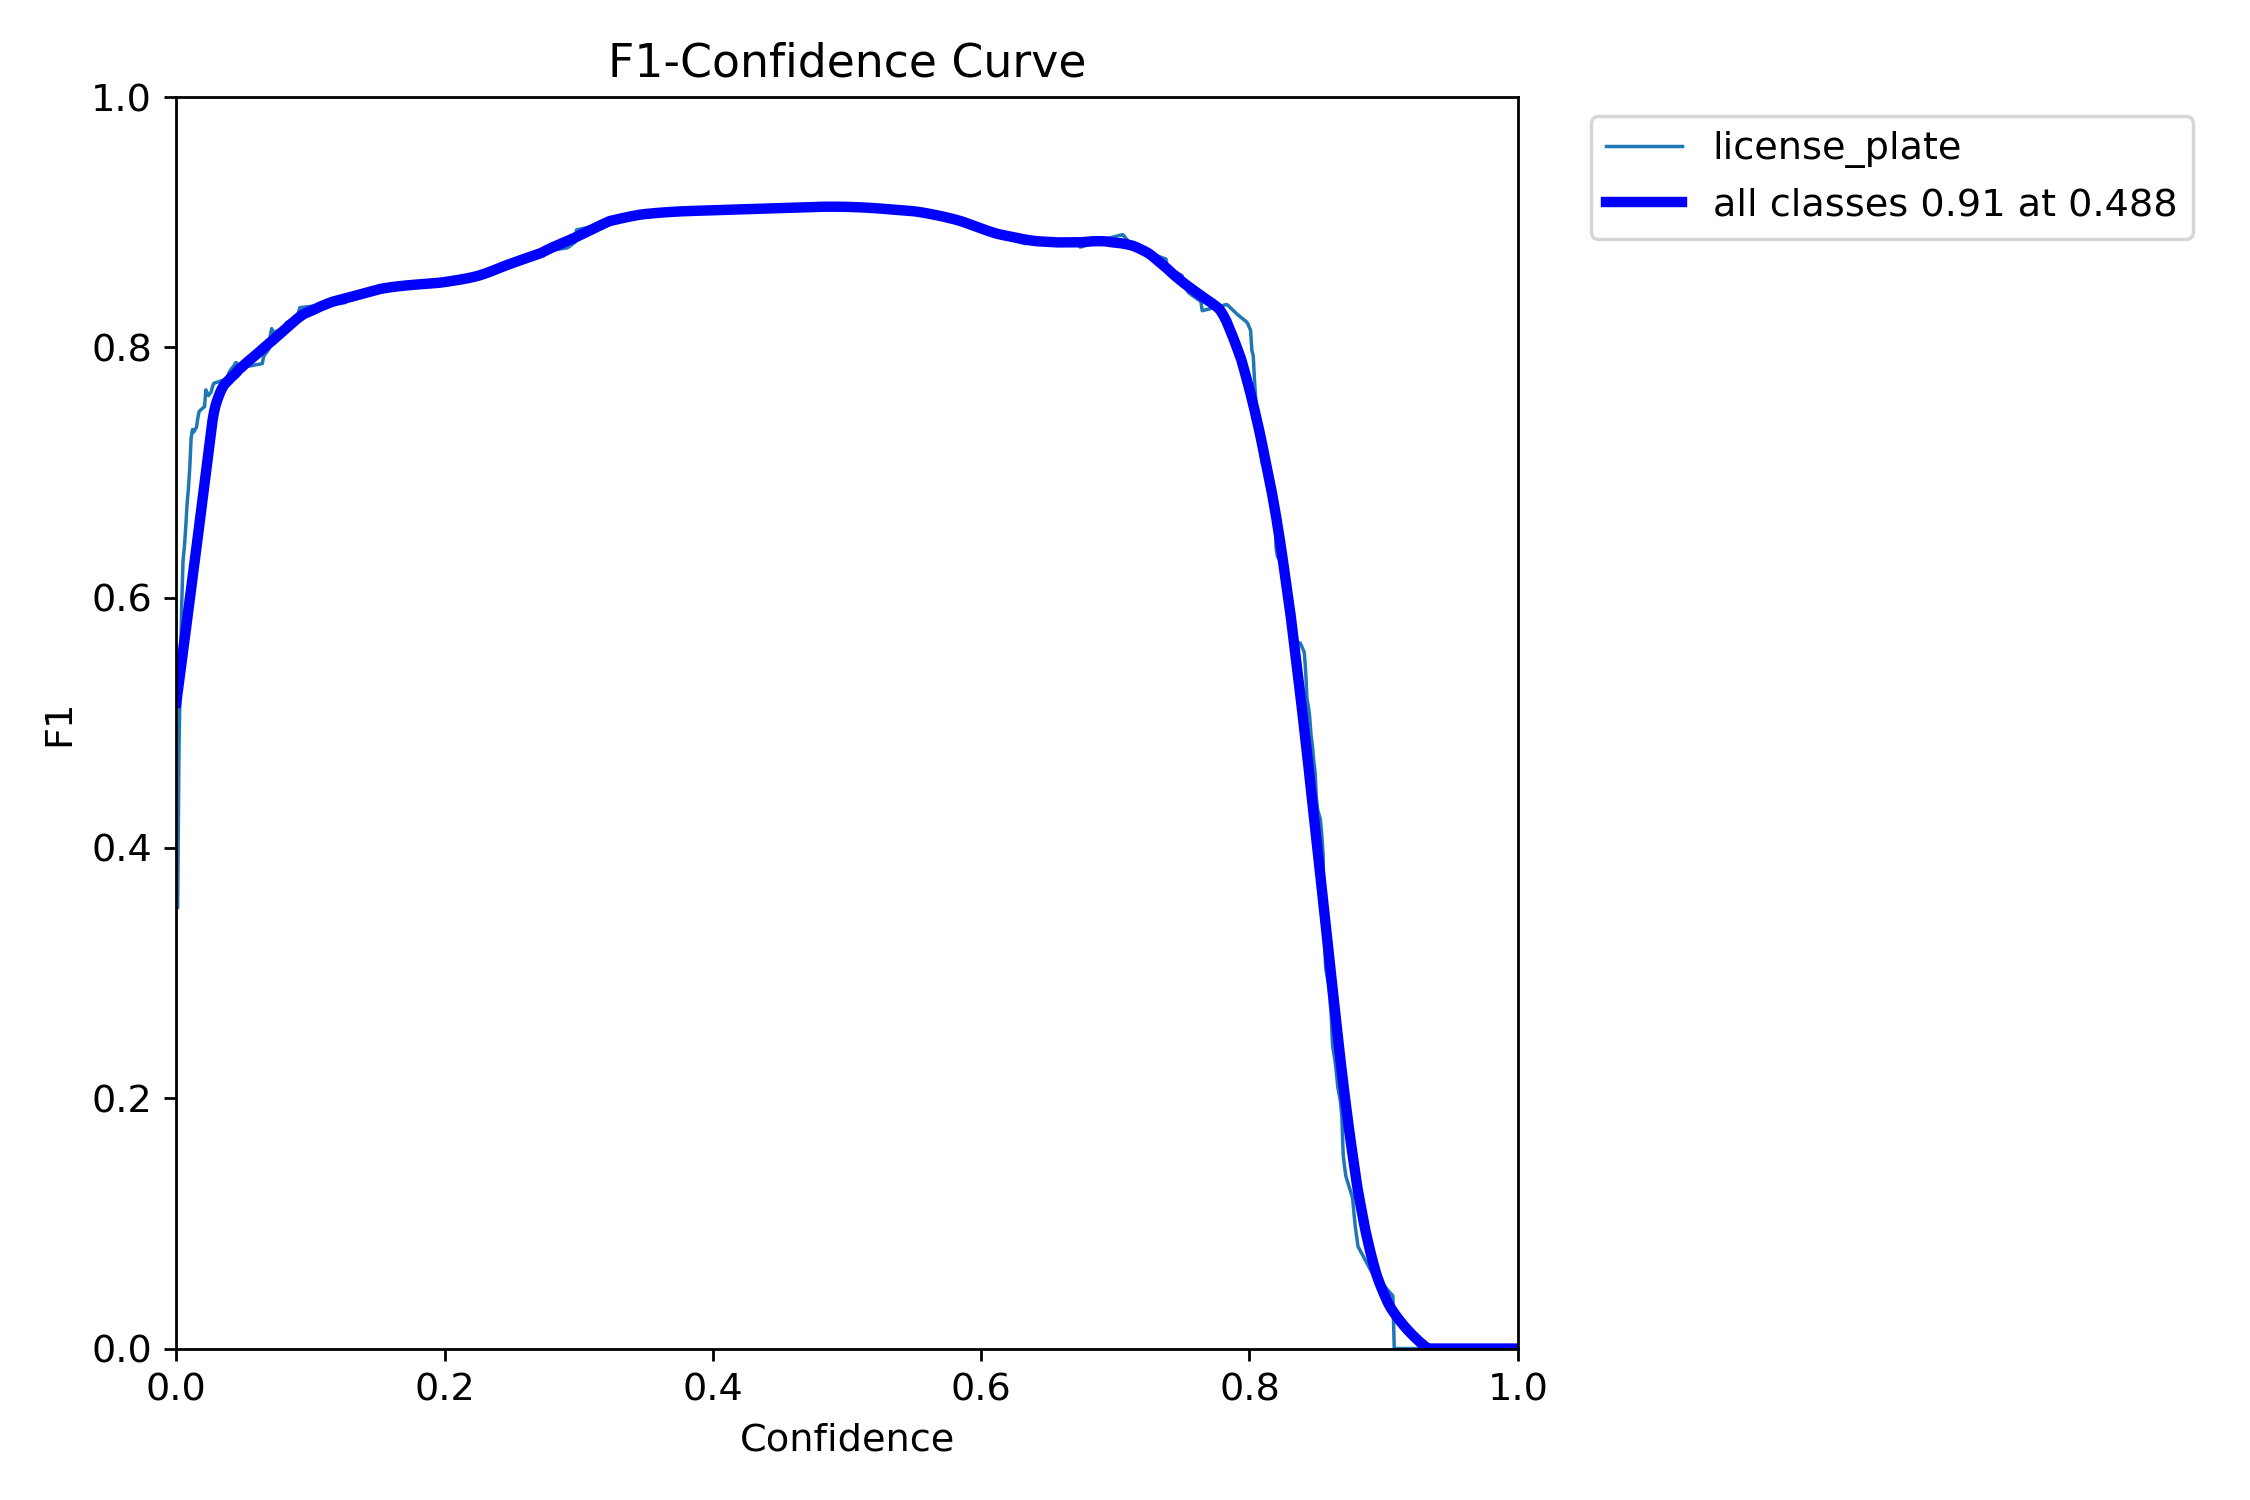 F1-Confidence Curve
1.0
0.8
0.6
0.4
0.2
0.0
F1
0.0 0.2 0.4 0.6 0.8 1.0
Confidence
license_plate
all classes 0.91 at 0.488